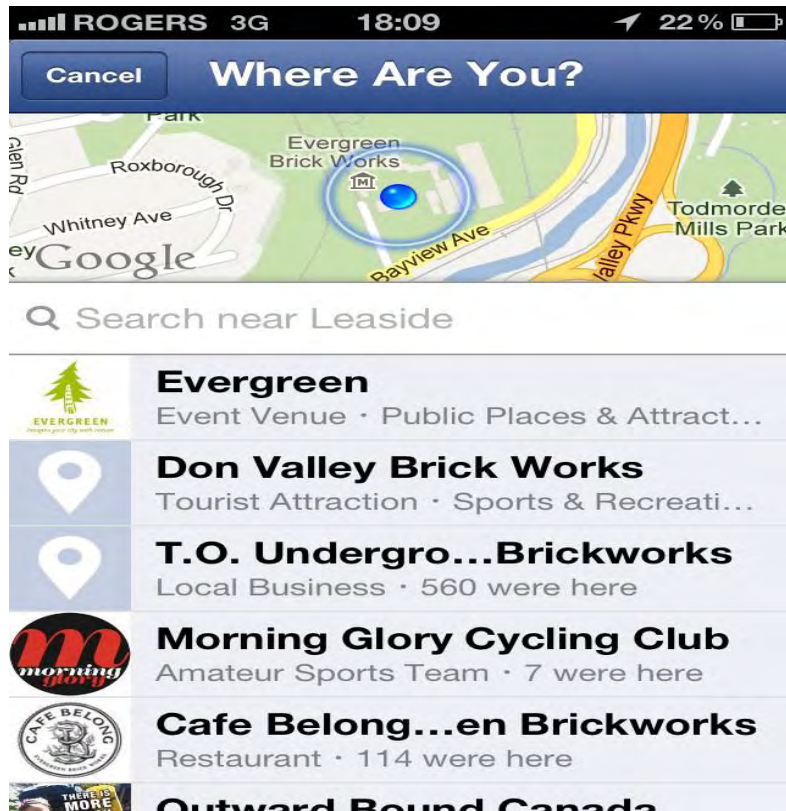 ROGERS 3G 18:09 22%
Cancel Where Are You?
Park
Glen Rd
Evergreen
Brick Works
Roxborough Dr
Whitney Ave
ey
Google
Bayview Ave
Valley Pkwy
Todmorde
Mills Park
Search near Leaside
EVERGREEN
Evergreen
Event Venue · Public Places & Attract...
Don Valley Brick Works
Tourist Attraction · Sports & Recreati...
T.O. Undergro...Brickworks
Local Business · 560 were here
m
morning
glory
Morning Glory Cycling Club
Amateur Sports Team · 7 were here
CAFE BELONG
EVERGREEN BRICK WORKS
Cafe Belong...en Brickworks
Restaurant · 114 were here
THERE IS
MORE
Outward Bound Canada